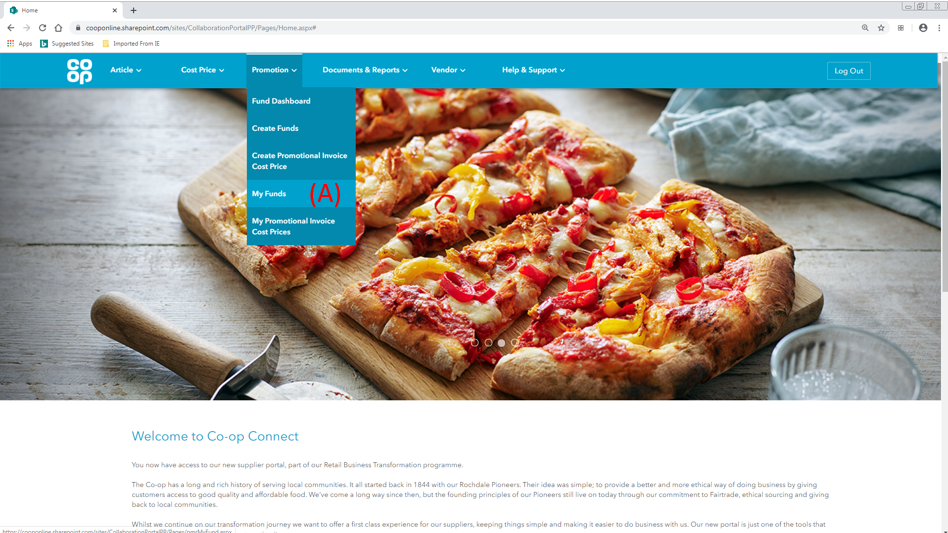 Home
cooponline.sharepoint.com/sites/CollaborationPortalPP/Pages/Home.aspx#
Apps Suggested Sites Imported From IE
co
op
Article Cost Price Promotion Documents & Reports Vendor Help & Support Log Out
Fund Dashboard
Create Funds
Create Promotional Invoice
Cost Price
My Funds (A)
My Promotional Invoice
Cost Prices
Welcome to Co-op Connect
You now have access to our new supplier portal, part of our Retail Business Transformation programme.
The Co-op has a long and rich history of serving local communities. It all started back in 1844 with our Rochdale Pioneers. Their idea was simple; to provide a better and more ethical way of doing business by giving
customers access to good quality and affordable food. We've come a long way since then, but the founding principles of our Pioneers still live on today through our commitment to Fairtrade, ethical sourcing and giving
back to local communities.
Whilst we continue on our transformation journey we want to offer a first class experience for our suppliers, keeping things simple and making it easier to do business with us. Our new portal is just one of the tools that